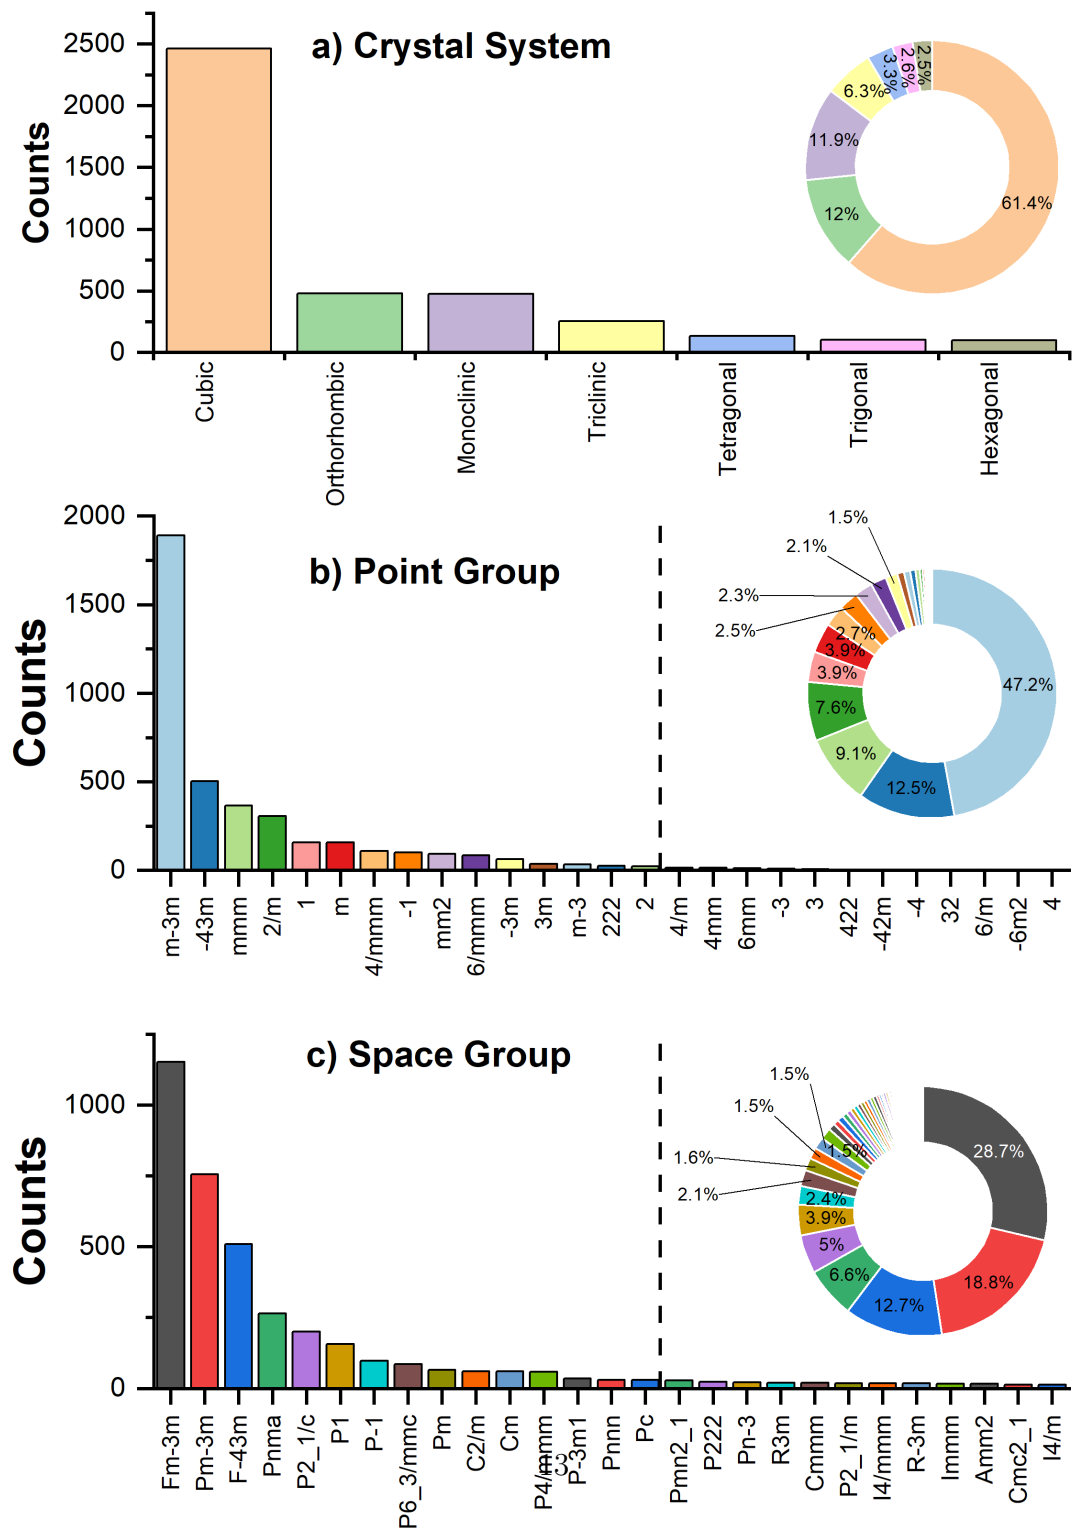 a) Crystal System
Counts
2500
2000
1500
1000
500
0
Cubic
Orthorhombic
Monoclinic
Triclinic
Tetragonal
Trigonal
Hexagonal
61.4%
12%
11.9%
6.3%
3.3%
2.6%
2.5%
b) Point Group
Counts
2000
1500
1000
500
0
m-3m
-43m
mmm
2/m
1
m
4/mmm
-1
mm2
6/mmm
-3m
3m
m-3
222
2
4/m
4mm
6mm
-3
3
422
-42m
-4
32
6/m
-6m2
4
47.2%
12.5%
9.1%
7.6%
3.9%
3.9%
2.7%
2.5%
2.3%
2.1%
1.5%
c) Space Group
Counts
1000
500
0
Fm-3m
Pm-3m
F-43m
Pnma
P2_1/c
P1
P-1
P6_3/mmc
Pm
C2/m
Cm
P4/mmm
P-3m1
Pnnn
Pc
Pmn2_1
P222
Pn-3
R3m
Cmmm
P2_1/m
I4/mmm
R-3m
Immm
Amm2
Cmc2_1
I4/m
28.7%
18.8%
12.7%
6.6%
5%
3.9%
2.4%
2.1%
1.6%
1.5%
1.5%
1.5%
13